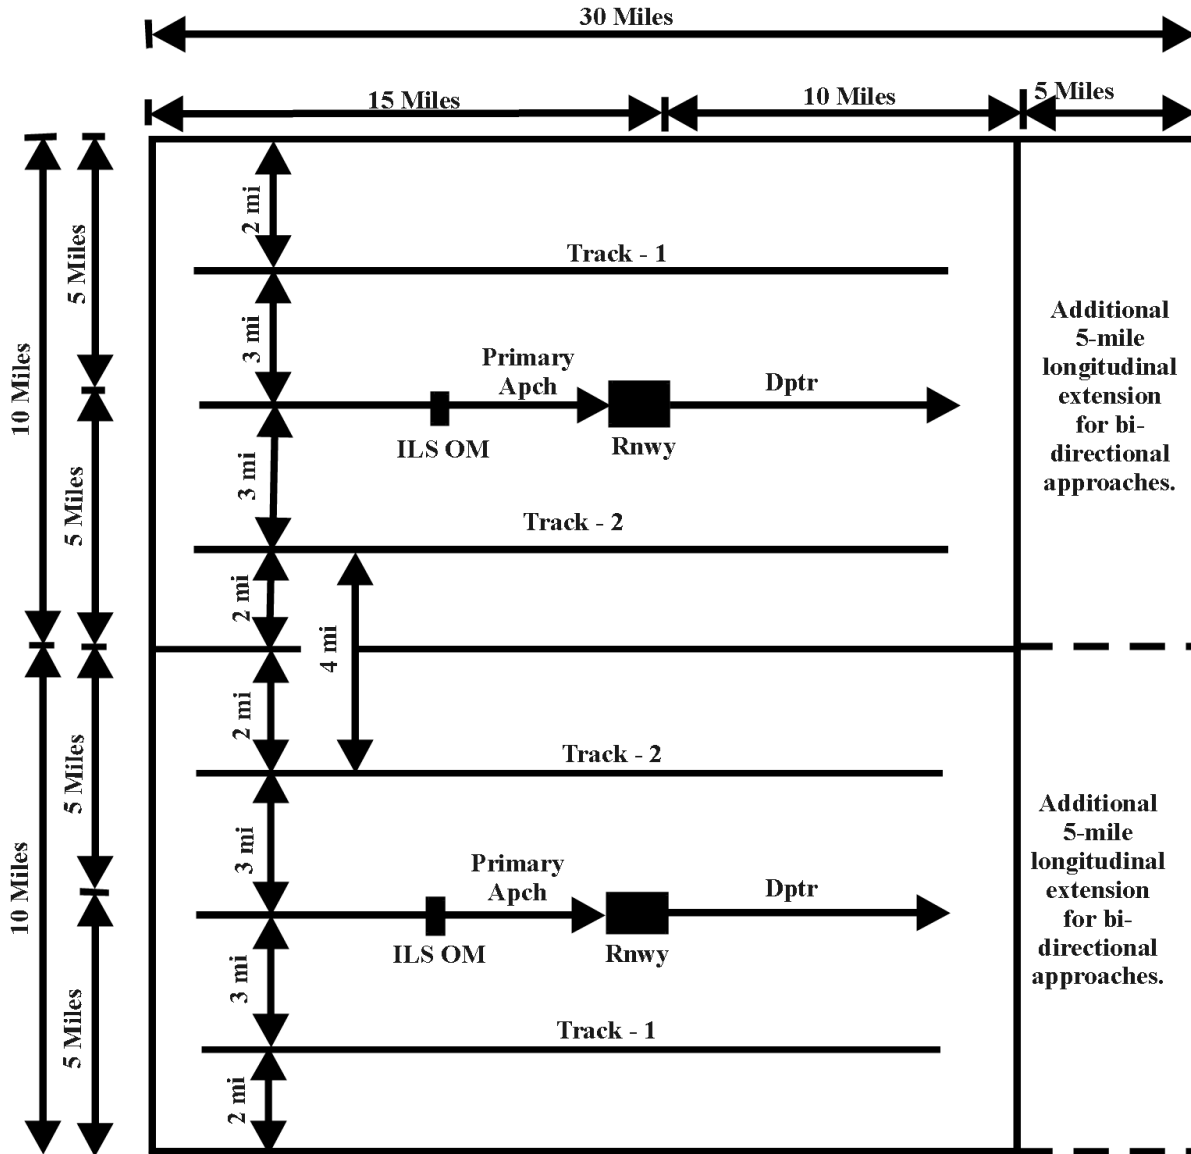 30 Miles
15 Miles
10 Miles
5 Miles
2 mi
Track - 1
5 Miles
3 mi
Primary
Apch
Dptr
ILS OM
Rnwy
10 Miles
3 mi
5 Miles
Track - 2
2 mi
Additional
5-mile
longitudinal
extension
for bi-
directional
approaches.
4 mi
2 mi
Track - 2
5 Miles
3 mi
Primary
Apch
Dptr
ILS OM
Rnwy
10 Miles
3 mi
5 Miles
Track - 1
2 mi
Additional
5-mile
longitudinal
extension
for bi-
directional
approaches.